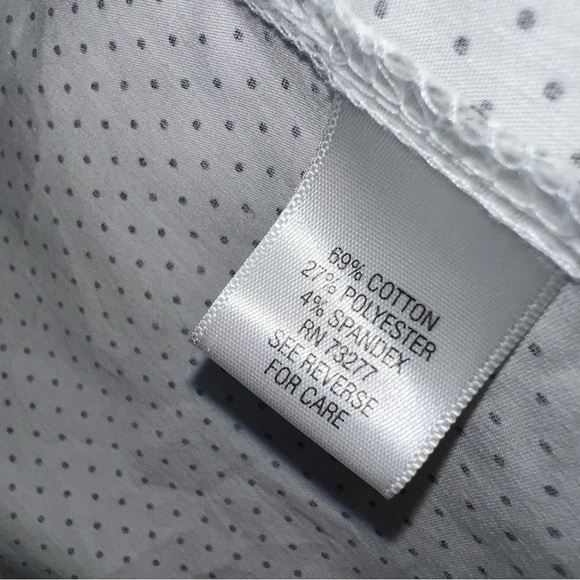 69% COTTON
27% POLYESTER
4% SPANDEX
RN 73277
SEE REVERSE
FOR CARE